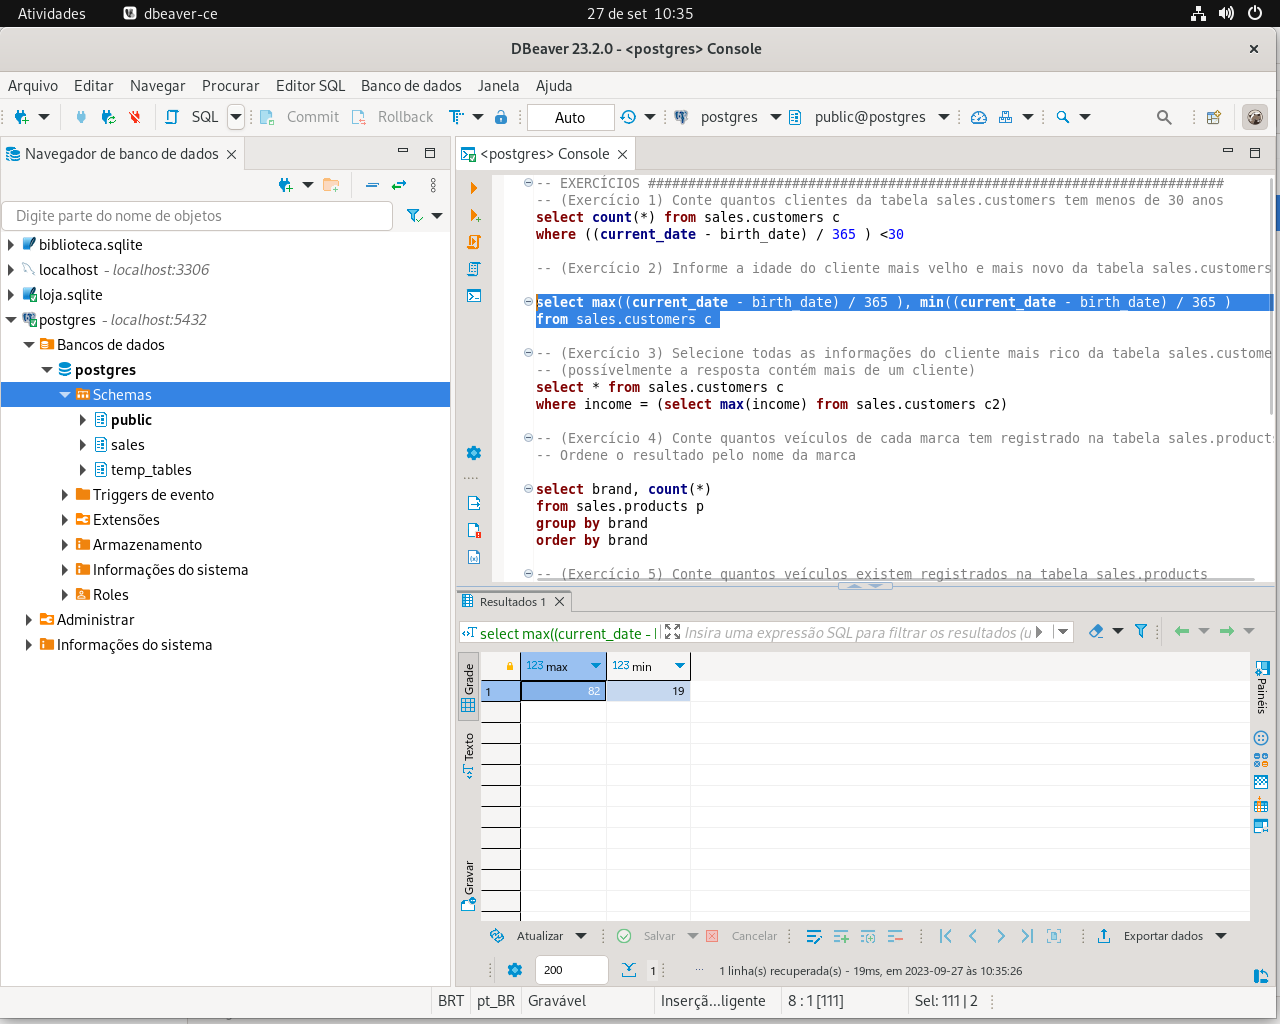 Atividades
dbeaver-ce
27 de set 10:35
DBeaver 23.2.0 - <postgres> Console
Arquivo Editar Navegar Procurar Editor SQL Banco de dados Janela Ajuda
SQL Commit Rollback Auto postgres public@postgres
Navegador de banco de dados
Digite parte do nome de objetos
biblioteca.sqlite
localhost - localhost:3306
loja.sqlite
postgres - localhost:5432
Bancos de dados
postgres
Schemas
public
sales
temp_tables
Triggers de evento
Extensões
Armazenamento
Informações do sistema
Roles
Administrar
Informações do sistema
<postgres> Console
-- EXERCÍCIOS ########################################################################
-- (Exercício 1) Conte quantos clientes da tabela sales.customers tem menos de 30 anos
select count(*) from sales.customers c
where ((current_date - birth_date) / 365 ) <30
-- (Exercício 2) Informe a idade do cliente mais velho e mais novo da tabela sales.customers
select max((current_date - birth_date) / 365 ), min((current_date - birth_date) / 365 )
from sales.customers c
-- (Exercício 3) Selecione todas as informações do cliente mais rico da tabela sales.custome
-- (possívelmente a resposta contém mais de um cliente)
select * from sales.customers c
where income = (select max(income) from sales.customers c2)
-- (Exercício 4) Conte quantos veículos de cada marca tem registrado na tabela sales.products
-- Ordene o resultado pelo nome da marca
select brand, count(*)
from sales.products p
group by brand
order by brand
-- (Exercício 5) Conte quantos veículos existem registrados na tabela sales.products
Resultados 1
select max((current_date -
Insira uma expressão SQL para filtrar os resultados (u
Grade
Texto
Gravar
123 max 123 min
1 82 19
Painéis
Atualizar Salvar Cancelar Exportar dados
200 1 ... 1 linha(s) recuperada(s) - 19ms, em 2023-09-27 às 10:35:26
BRT pt_BR Gravável Inserçã...ligente 8 : 1 [111] Sel: 111 | 2